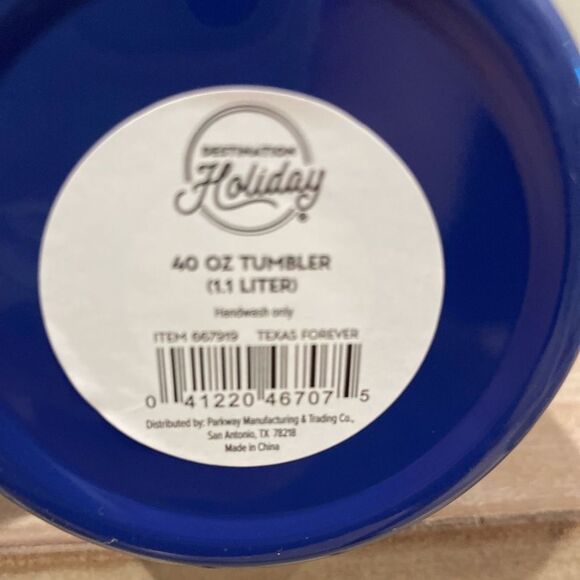 DESTINATION
Holiday®
40 OZ TUMBLER
(1.1 LITER)
Handwash only
ITEM 667919 TEXAS FOREVER
0 41220 46707 5
Distributed by: Parkway Manufacturing & Trading Co.,
San Antonio, TX 78218
Made in China